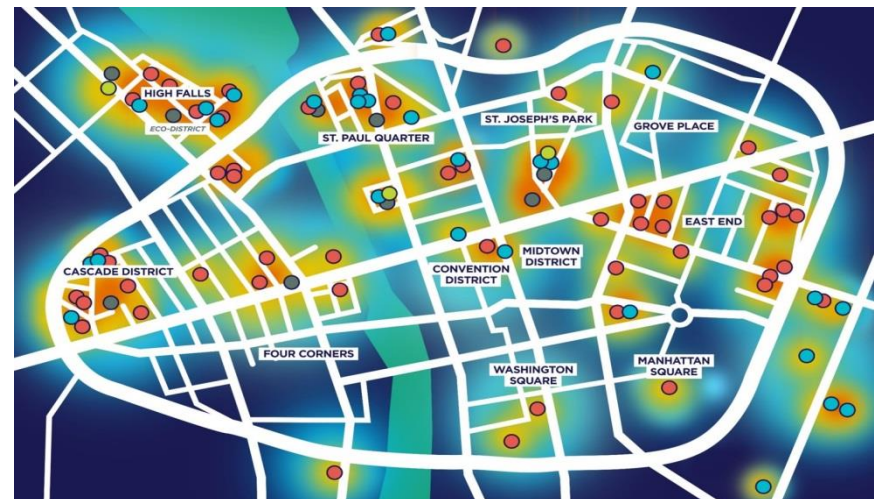 HIGH FALLS
ECO-DISTRICT
ST. PAUL QUARTER
ST. JOSEPH'S PARK
GROVE PLACE
EAST END
CASCADE DISTRICT
CONVENTION
DISTRICT
MIDTOWN
DISTRICT
FOUR CORNERS
WASHINGTON
SQUARE
MANHATTAN
SQUARE